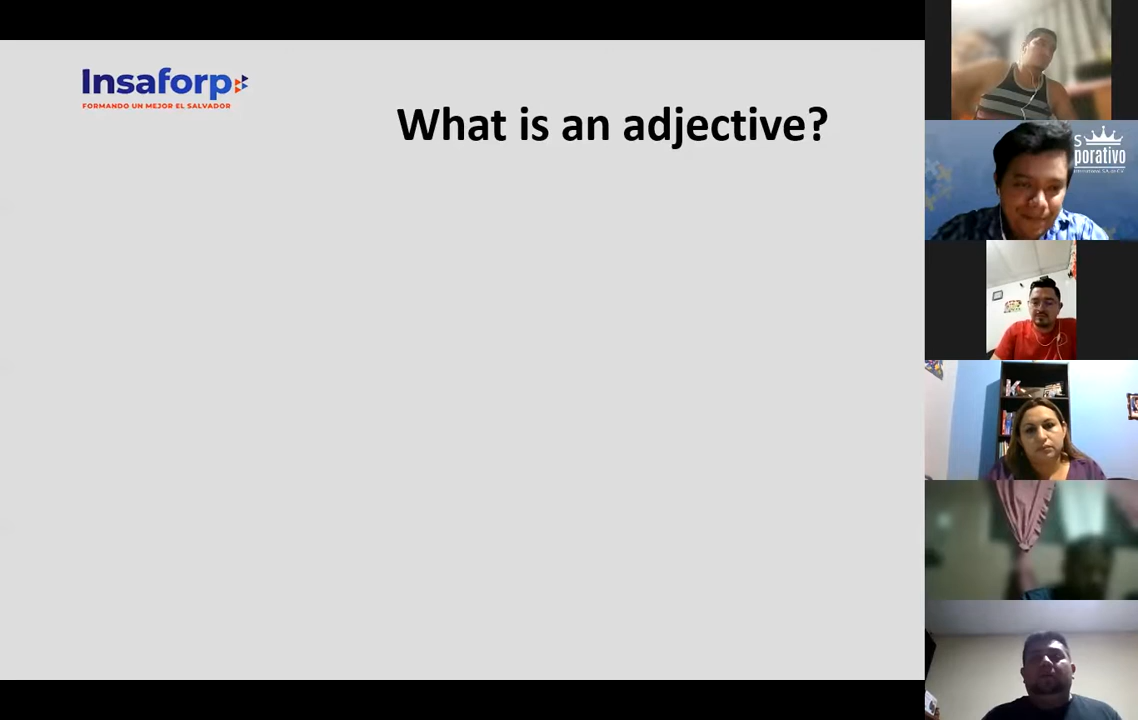 Insaforp
FORMANDO UN MEJOR EL SALVADOR
What is an adjective?
S
porativo